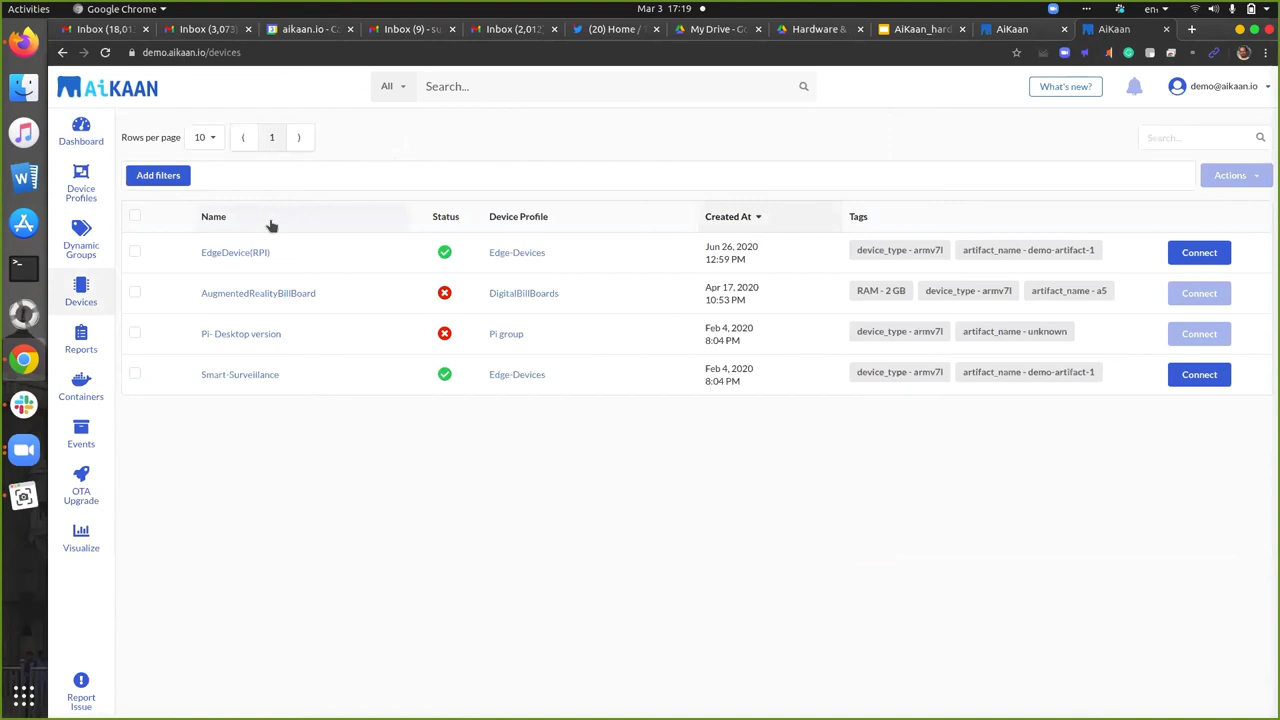 Activities
Google Chrome
Mar 3 17:19
en
Inbox (18,013
Inbox (3,073)
aikaan.io - Ca
Inbox (9) - su
Inbox (2,012)
(20) Home / T
My Drive - Go
Hardware &
AiKaan_hard
AiKaan
AiKaan
demo.aikaan.io/devices
AiKAAN
All
Search...
What's new?
demo@aikaan.io
Dashboard
Device
Profiles
Dynamic
Groups
Devices
Reports
Containers
Events
OTA
Upgrade
Visualize
Report
Issue
Rows per page
10
1
Search...
Add filters
Actions
Name
Status
Device Profile
Created At
Tags
EdgeDevice(RPI)
Edge-Devices
Jun 26, 2020
12:59 PM
device_type - armv7l
artifact_name - demo-artifact-1
Connect
AugmentedRealityBillBoard
DigitalBillBoards
Apr 17, 2020
10:53 PM
RAM - 2 GB
device_type - armv7l
artifact_name - a5
Connect
Pi- Desktop version
Pi group
Feb 4, 2020
8:04 PM
device_type - armv7l
artifact_name - unknown
Connect
Smart-Surveillance
Edge-Devices
Feb 4, 2020
8:04 PM
device_type - armv7l
artifact_name - demo-artifact-1
Connect